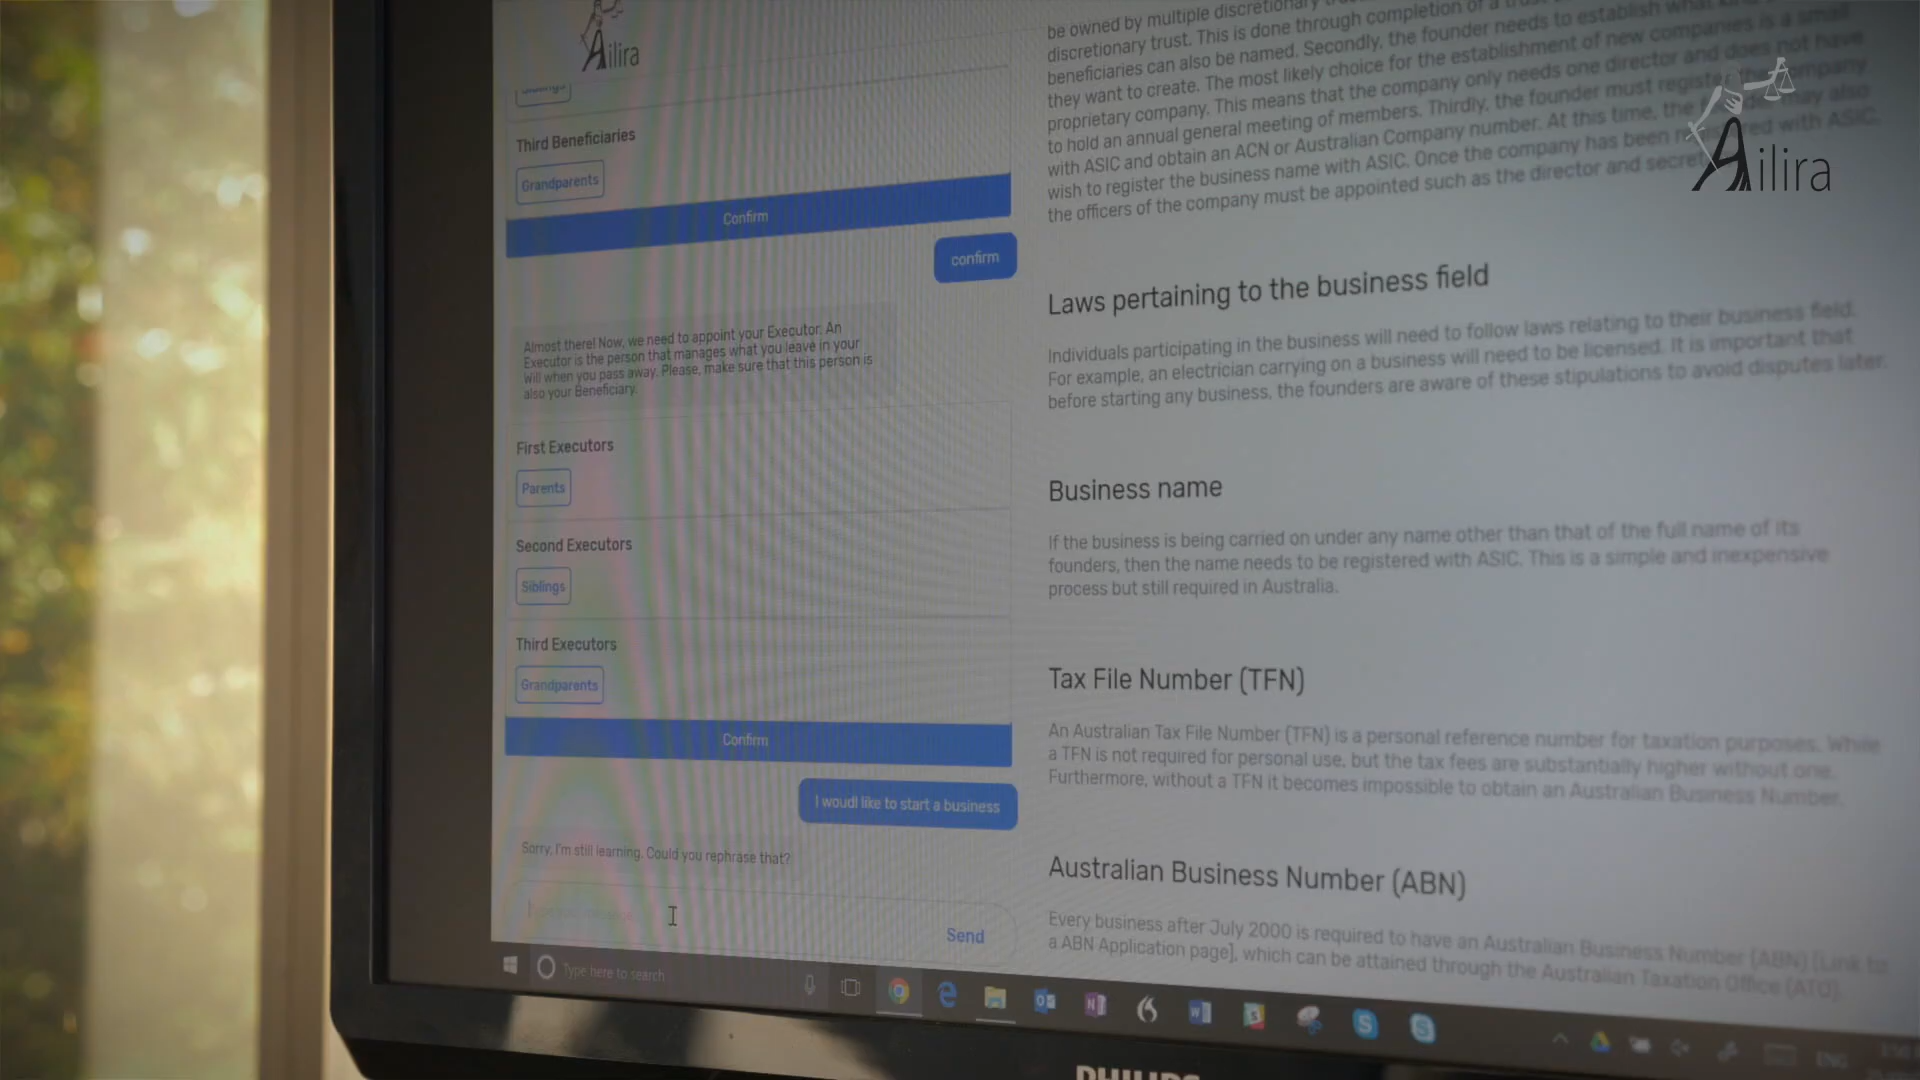 Ailira
Third Beneficiaries
Grandparents
Confirm
confirm
Almost there! Now, we need to appoint your Executor. An
Executor is the person that manages what you leave in your
will when you pass away. Please, make sure that this person is
also your Beneficiary.
First Executors
Parents
Second Executors
Siblings
Third Executors
Grandparents
Confirm
I woudl like to start a business
Sorry, I'm still learning. Could you rephrase that?
Send
Type here to search
be owned by multiple discretionary
discretionary trust. This is done through completion of a
beneficiaries can also be named. Secondly, the founder needs to establish what
they want to create. The most likely choice for the establishment of new companies is a small
proprietary company. This means that the company only needs one director and does not have
to hold an annual general meeting of members. Thirdly, the founder must register the company
with ASIC and obtain an ACN or Australian Company number. At this time, the may also
wish to register the business name with ASIC. Once the company has been registered with ASIC,
the officers of the company must be appointed such as the director and
Laws pertaining to the business field
Individuals participating in the business will need to follow laws relating to their business field.
For example, an electrician carrying on a business will need to be licensed. It is important that
before starting any business, the founders are aware of these stipulations to avoid disputes later.
Business name
If the business is being carried on under any name other than that of the full name of its
founders, then the name needs to be registered with ASIC. This is a simple and inexpensive
process but still required in Australia.
Tax File Number (TFN)
An Australian Tax File Number (TFN) is a personal reference number for taxation purposes. While
a TFN is not required for personal use, but the tax fees are substantially higher without one.
Furthermore, without a TFN it becomes impossible to obtain an Australian Business Number.
Australian Business Number (ABN)
Every business after July 2000 is required to have an Australian Business Number (ABN) [Link to
a ABN Application page], which can be attained through the Australian Taxation Office (ATO).
ENG
PHILIPS
Ailira